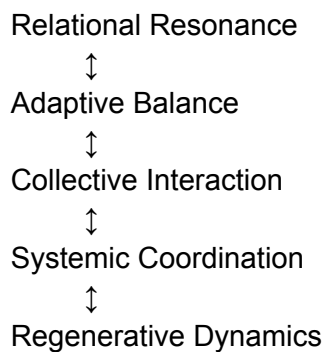 Relational Resonance
↕
Adaptive Balance
↕
Collective Interaction
↕
Systemic Coordination
↕
Regenerative Dynamics